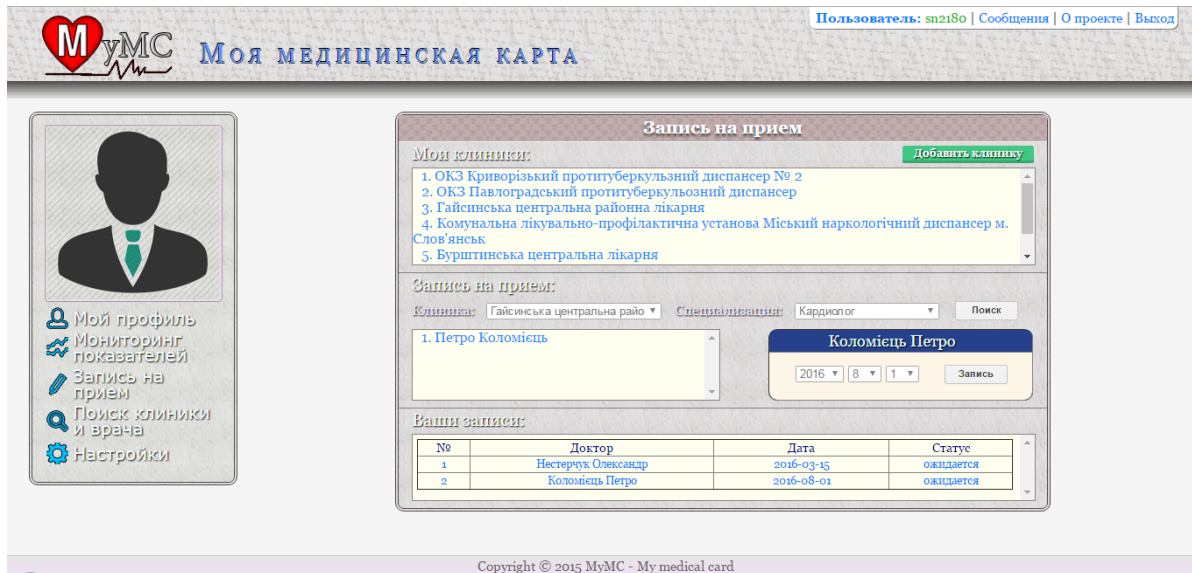 Пользователь: sn2180 | Сообщения | О проекте | Выход
MyMC Моя медицинская карта
Мой профиль
Мониторинг
показателей
Запись на
прием
Поиск клиники
и врача
Настройки
Запись на прием
Мои клиники: Добавить клинику
1. ОКЗ Криворізький протитуберкульзний диспансер № 2
2. ОКЗ Павлоградський протитуберкульозний диспансер
3. Гайсинська центральна районна лікарня
4. Комунальна лікувально-профілактична установа Міський наркологічний диспансер м.
Слов'янськ
5. Бурштинська центральна лікарня
Запись на прием:
Клиника: Гайсинська центральна райо Специализация: Кардиолог Поиск
1. Петро Коломієць
Коломієць Петро
2016 8 1 Запись
Ваши записи:
№ Доктор Дата Статус
1 Нестерчук Олександр 2016-03-15 ожидается
2 Коломієць Петро 2016-08-01 ожидается
Copyright © 2015 MyMC - My medical card